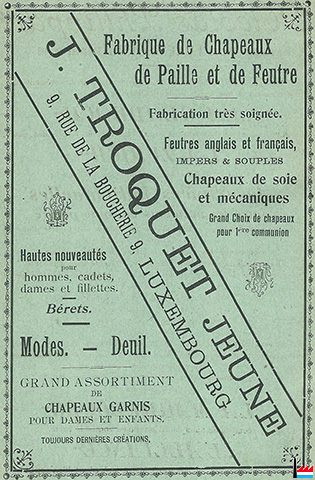 Fabrique de Chapeaux
de Paille et de Feutre
Fabrication très soignée.
Feutres anglais et français,
IMPERS & SOUPLES
Chapeaux de soie
et mécaniques
Grand Choix de chapeaux
pour 1ère communion
J. TROQUET JEUNE
9, RUE DE LA BOUCHERIE 9, LUXEMBOURG
Hautes nouveautés
pour
hommes, cadets,
dames et fillettes.
Bérets.
Modes. — Deuil.
GRAND ASSORTIMENT
DE
CHAPEAUX GARNIS
POUR DAMES ET ENFANTS.
TOUJOURS DERNIÈRES CRÉATIONS.